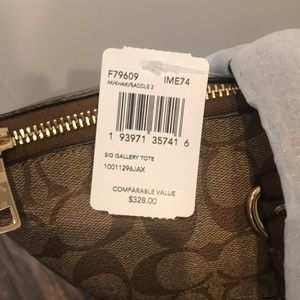 F79609 IME74
IM/KHAKI/SADDLE 2
1 93971 35741 6
SIG GALLERY TOTE
10011296JAX
COMPARABLE VALUE
$328.00